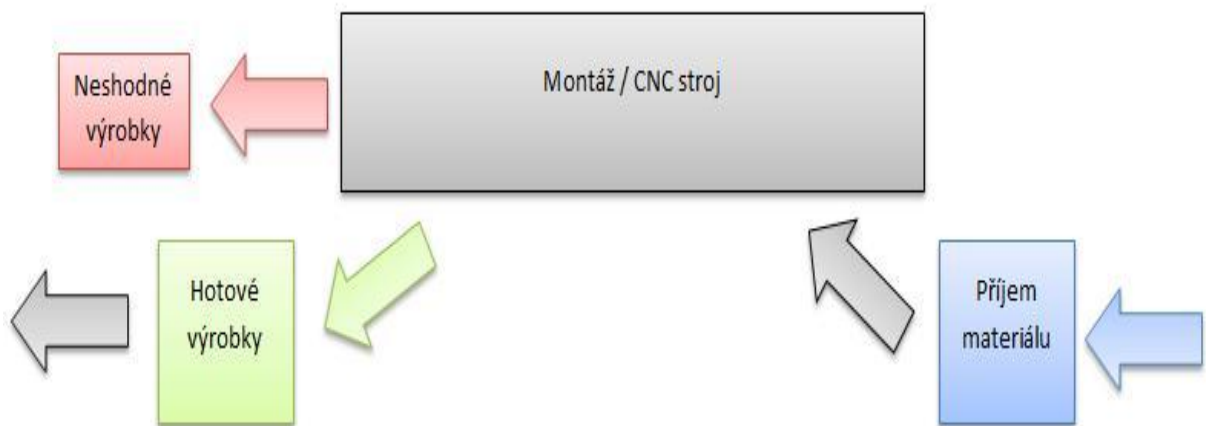 Montáž / CNC stroj
Neshodné
výrobky
Hotové
výrobky
Příjem
materiálu